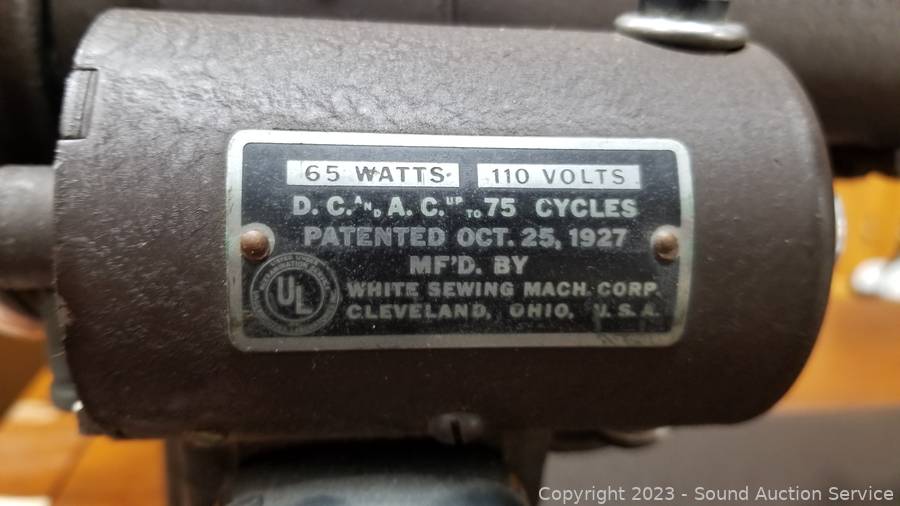 65 WATTS 110 VOLTS
D. C. AND A. C. UP TO 75 CYCLES
PATENTED OCT. 25, 1927
MF'D. BY
UL
WHITE SEWING MACH. CORP.
CLEVELAND, OHIO, U. S. A.
Copyright 2023 - Sound Auction Service